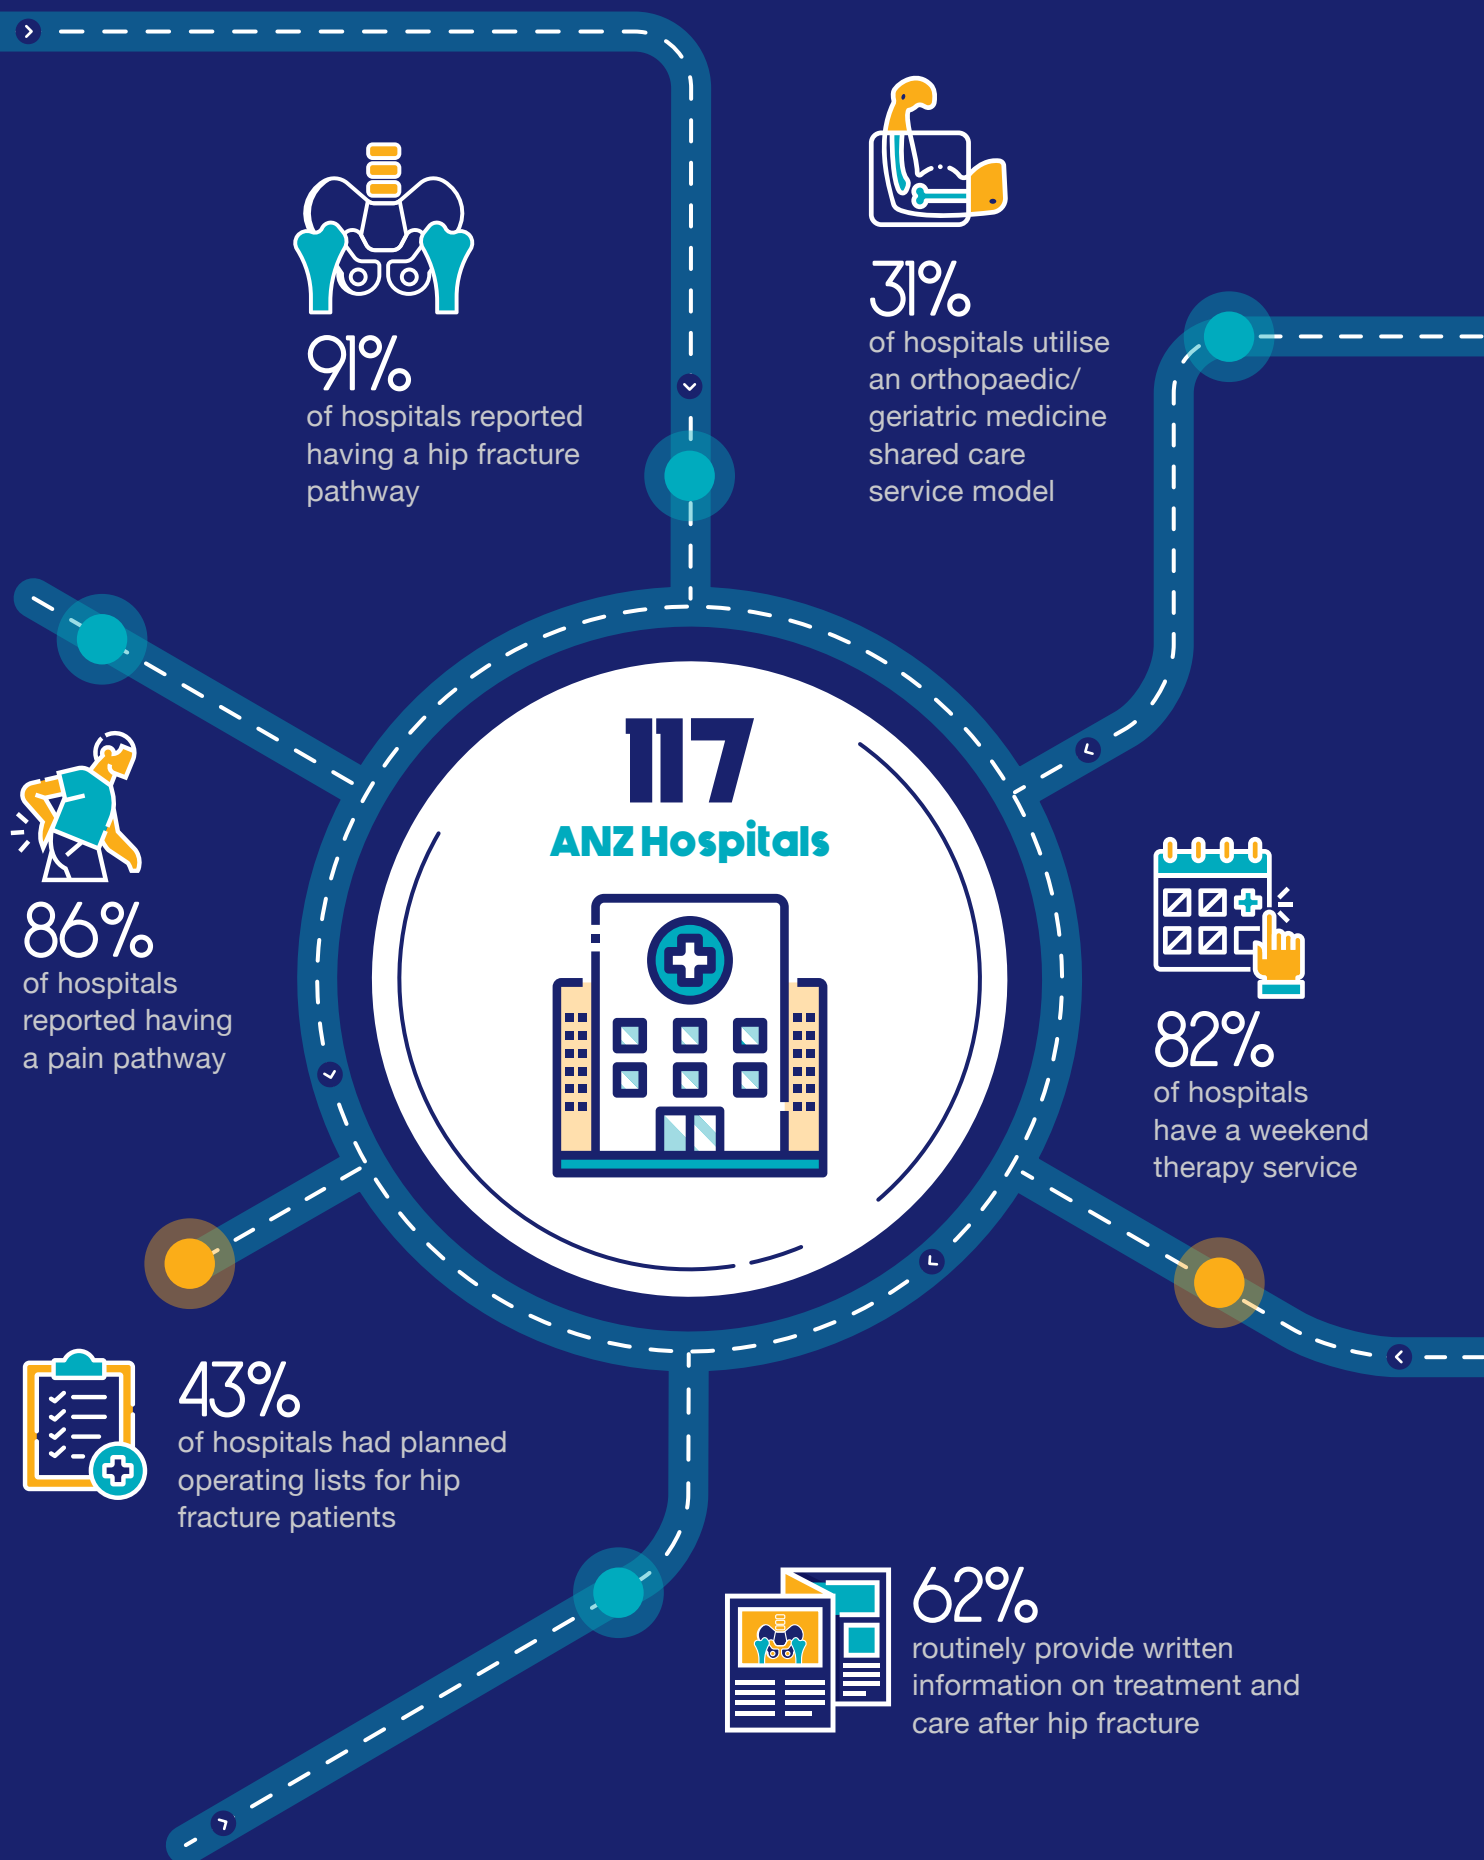 91%
of hospitals reported
having a hip fracture
pathway
31%
of hospitals utilise
an orthopaedic/
geriatric medicine
shared care
service model
117
ANZ Hospitals
86%
of hospitals
reported having
a pain pathway
82%
of hospitals
have a weekend
therapy service
43%
of hospitals had planned
operating lists for hip
fracture patients
62%
routinely provide written
information on treatment and
care after hip fracture